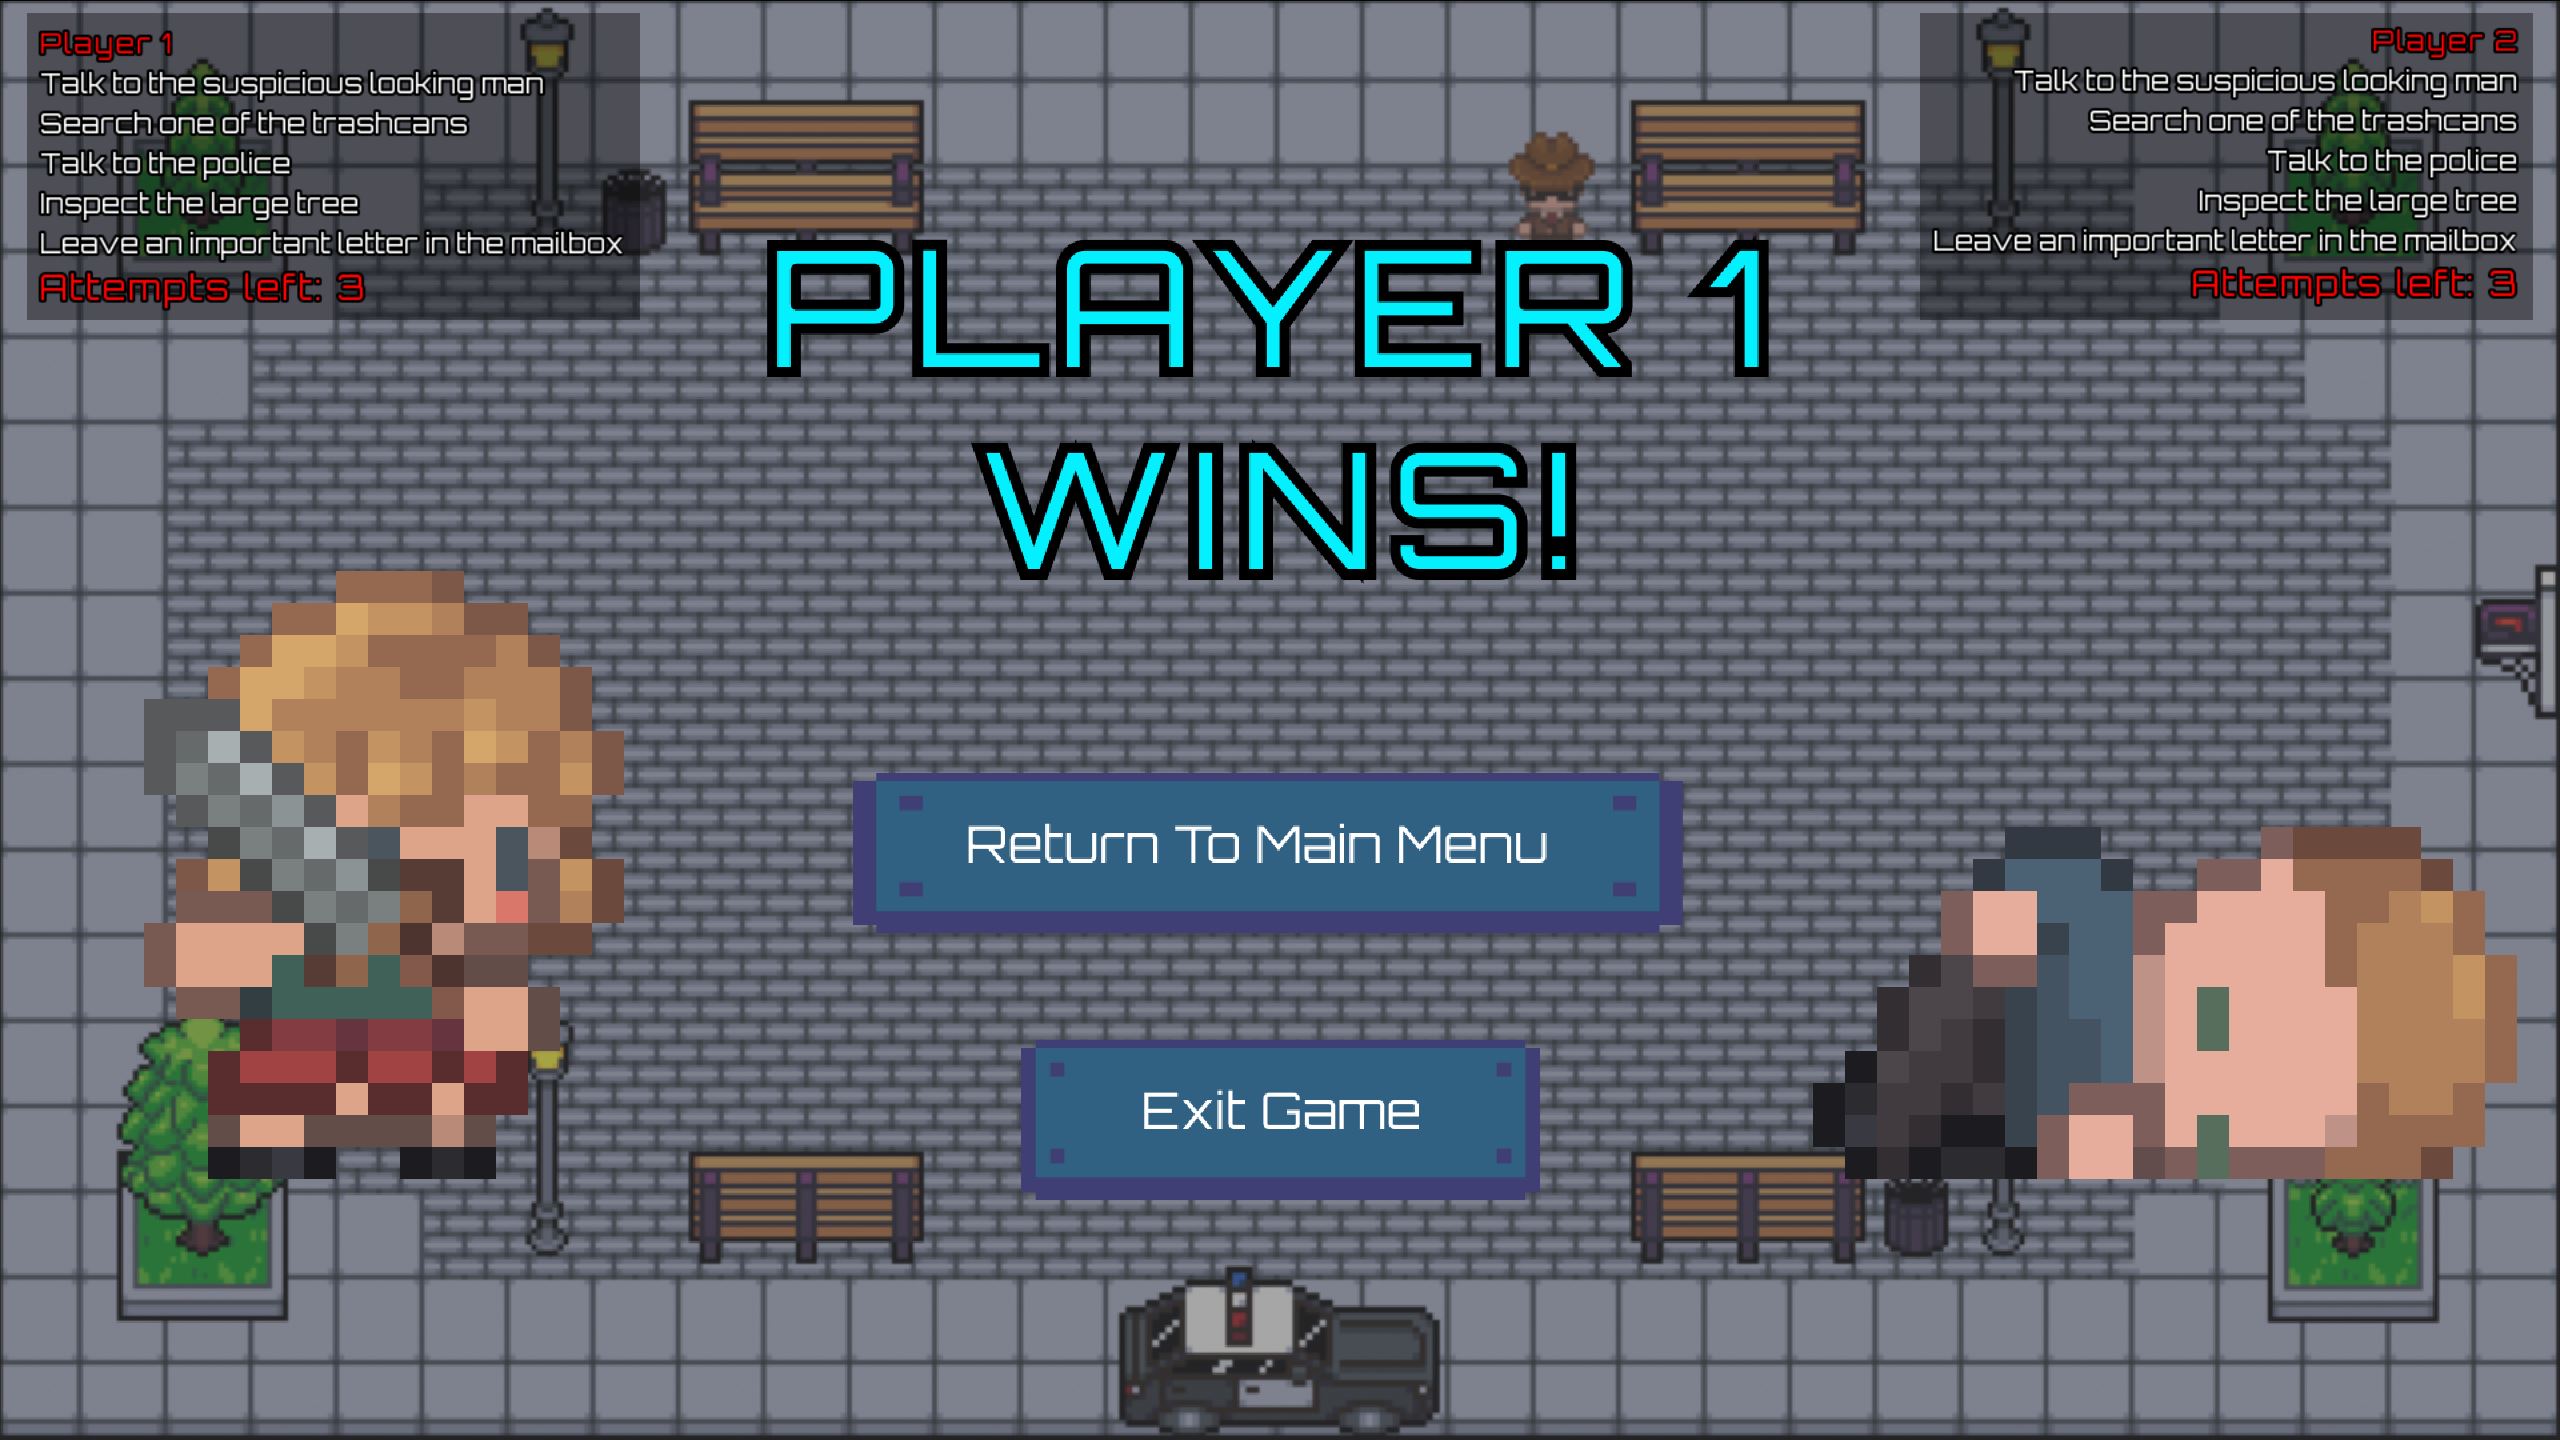 Player 1
Talk to the suspicious looking man
Search one of the trashcans
Talk to the police
Inspect the large tree
Leave an important letter in the mailbox
Attempts left: 3
Player 2
Talk to the suspicious looking man
Search one of the trashcans
Talk to the police
Inspect the large tree
Leave an important letter in the mailbox
Attempts left: 3
PLAYER 1
WINS!
Return To Main Menu
Exit Game